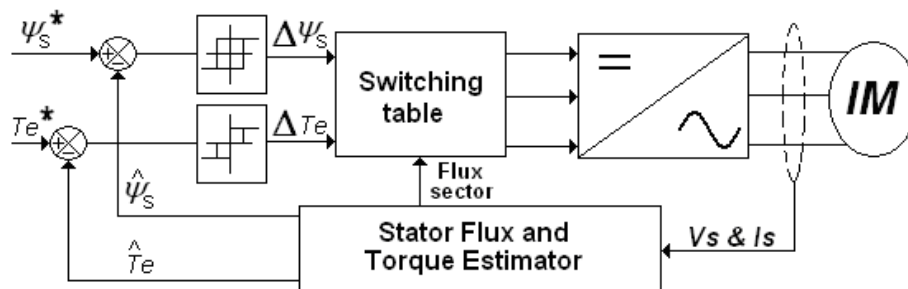 ψS*
ΔψS
Switching
table
IM
Te*
ΔTe
Flux
sector
ψ̂S
Stator Flux and
Torque Estimator
Vs & Is
T̂e